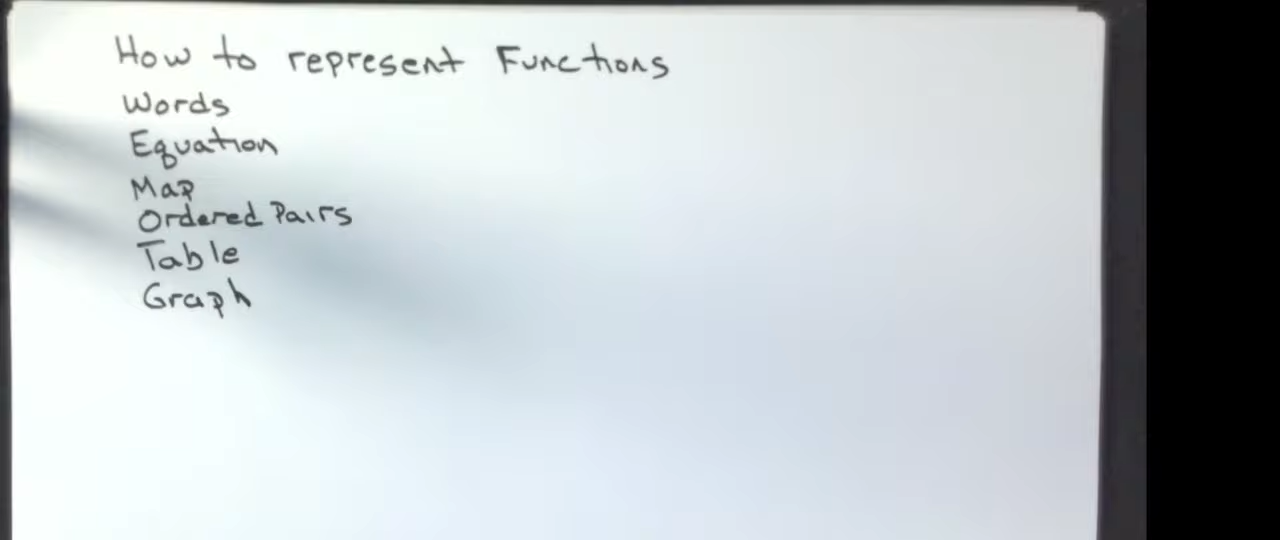 How to represent Functions
Words
Equation
Map
Ordered Pairs
Table
Graph